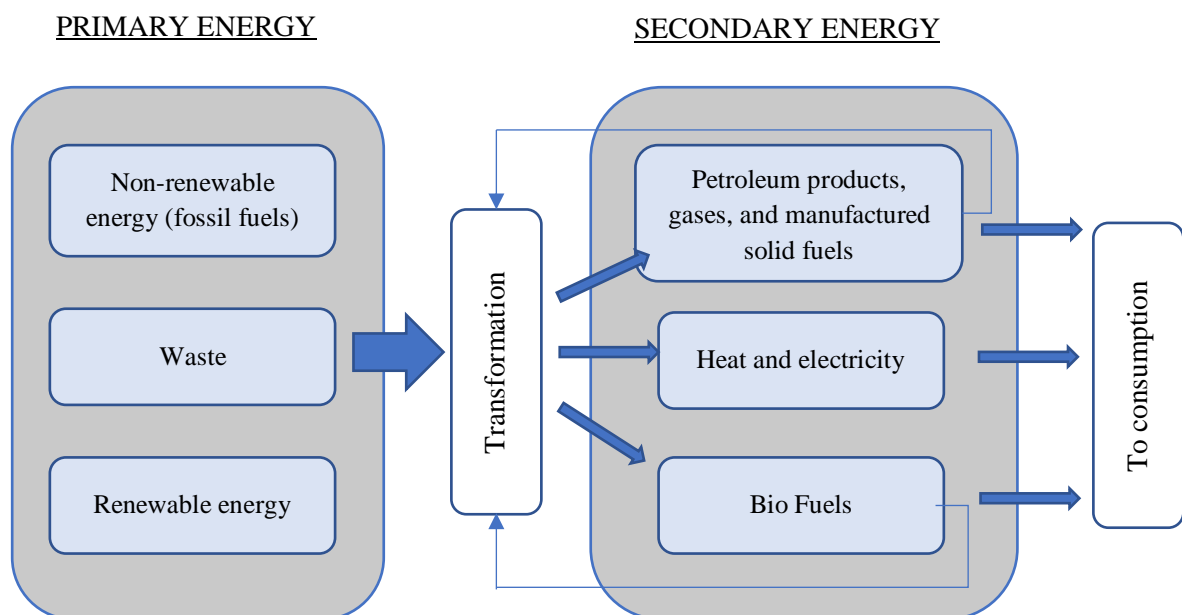 PRIMARY ENERGY
SECONDARY ENERGY
Non-renewable
energy (fossil fuels)
Waste
Renewable energy
Transformation
Petroleum products,
gases, and manufactured
solid fuels
Heat and electricity
Bio Fuels
To consumption